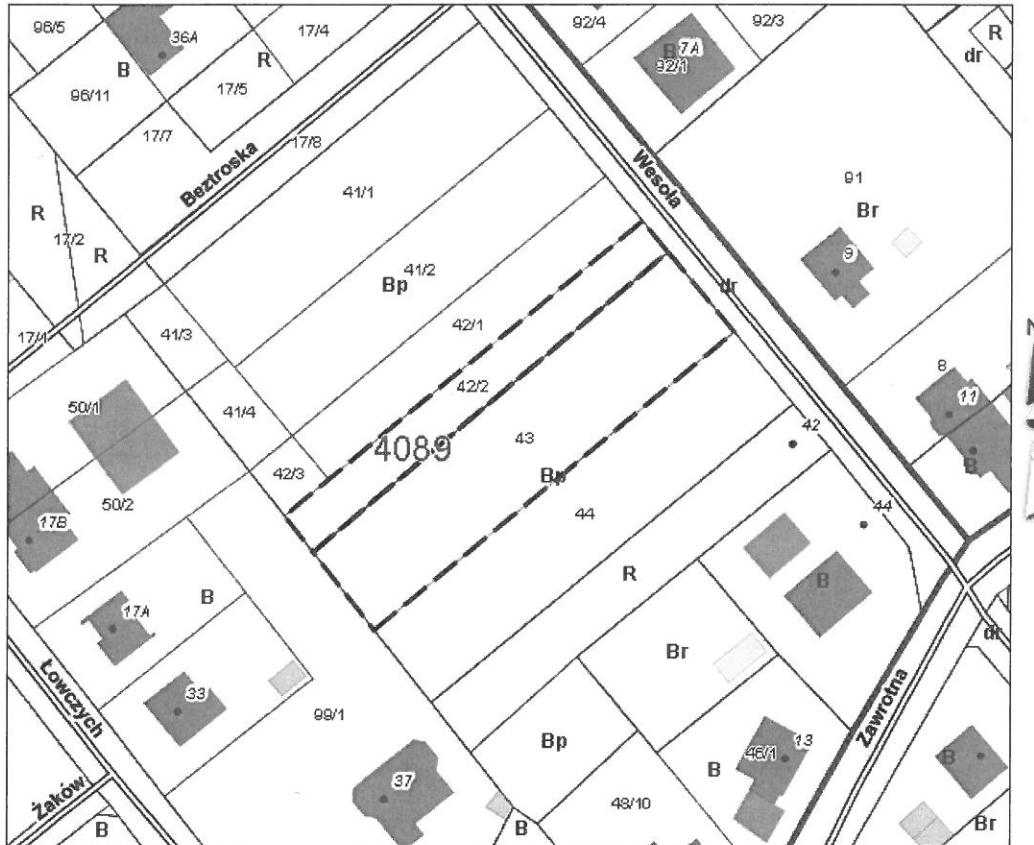 96/5
36A
17/4
R
92/4
7A
B
92/1
92/3
R
dr
B
96/11
17/5
17/7
Beztroska
17/8
Wesoła
91
Br
R
17/2
R
41/1
9
41/2
Bp
dr
17/1
41/3
42/1
8
11
B
42/2
50/1
41/4
43
42
4089
42/3
Bp
44
44
50/2
17B
R
B
17A
B
Br
dr
33
Łowczych
99/1
Bp
Zawrotna
46/1
13
B
B
Żaków
37
48/10
B
B
Br